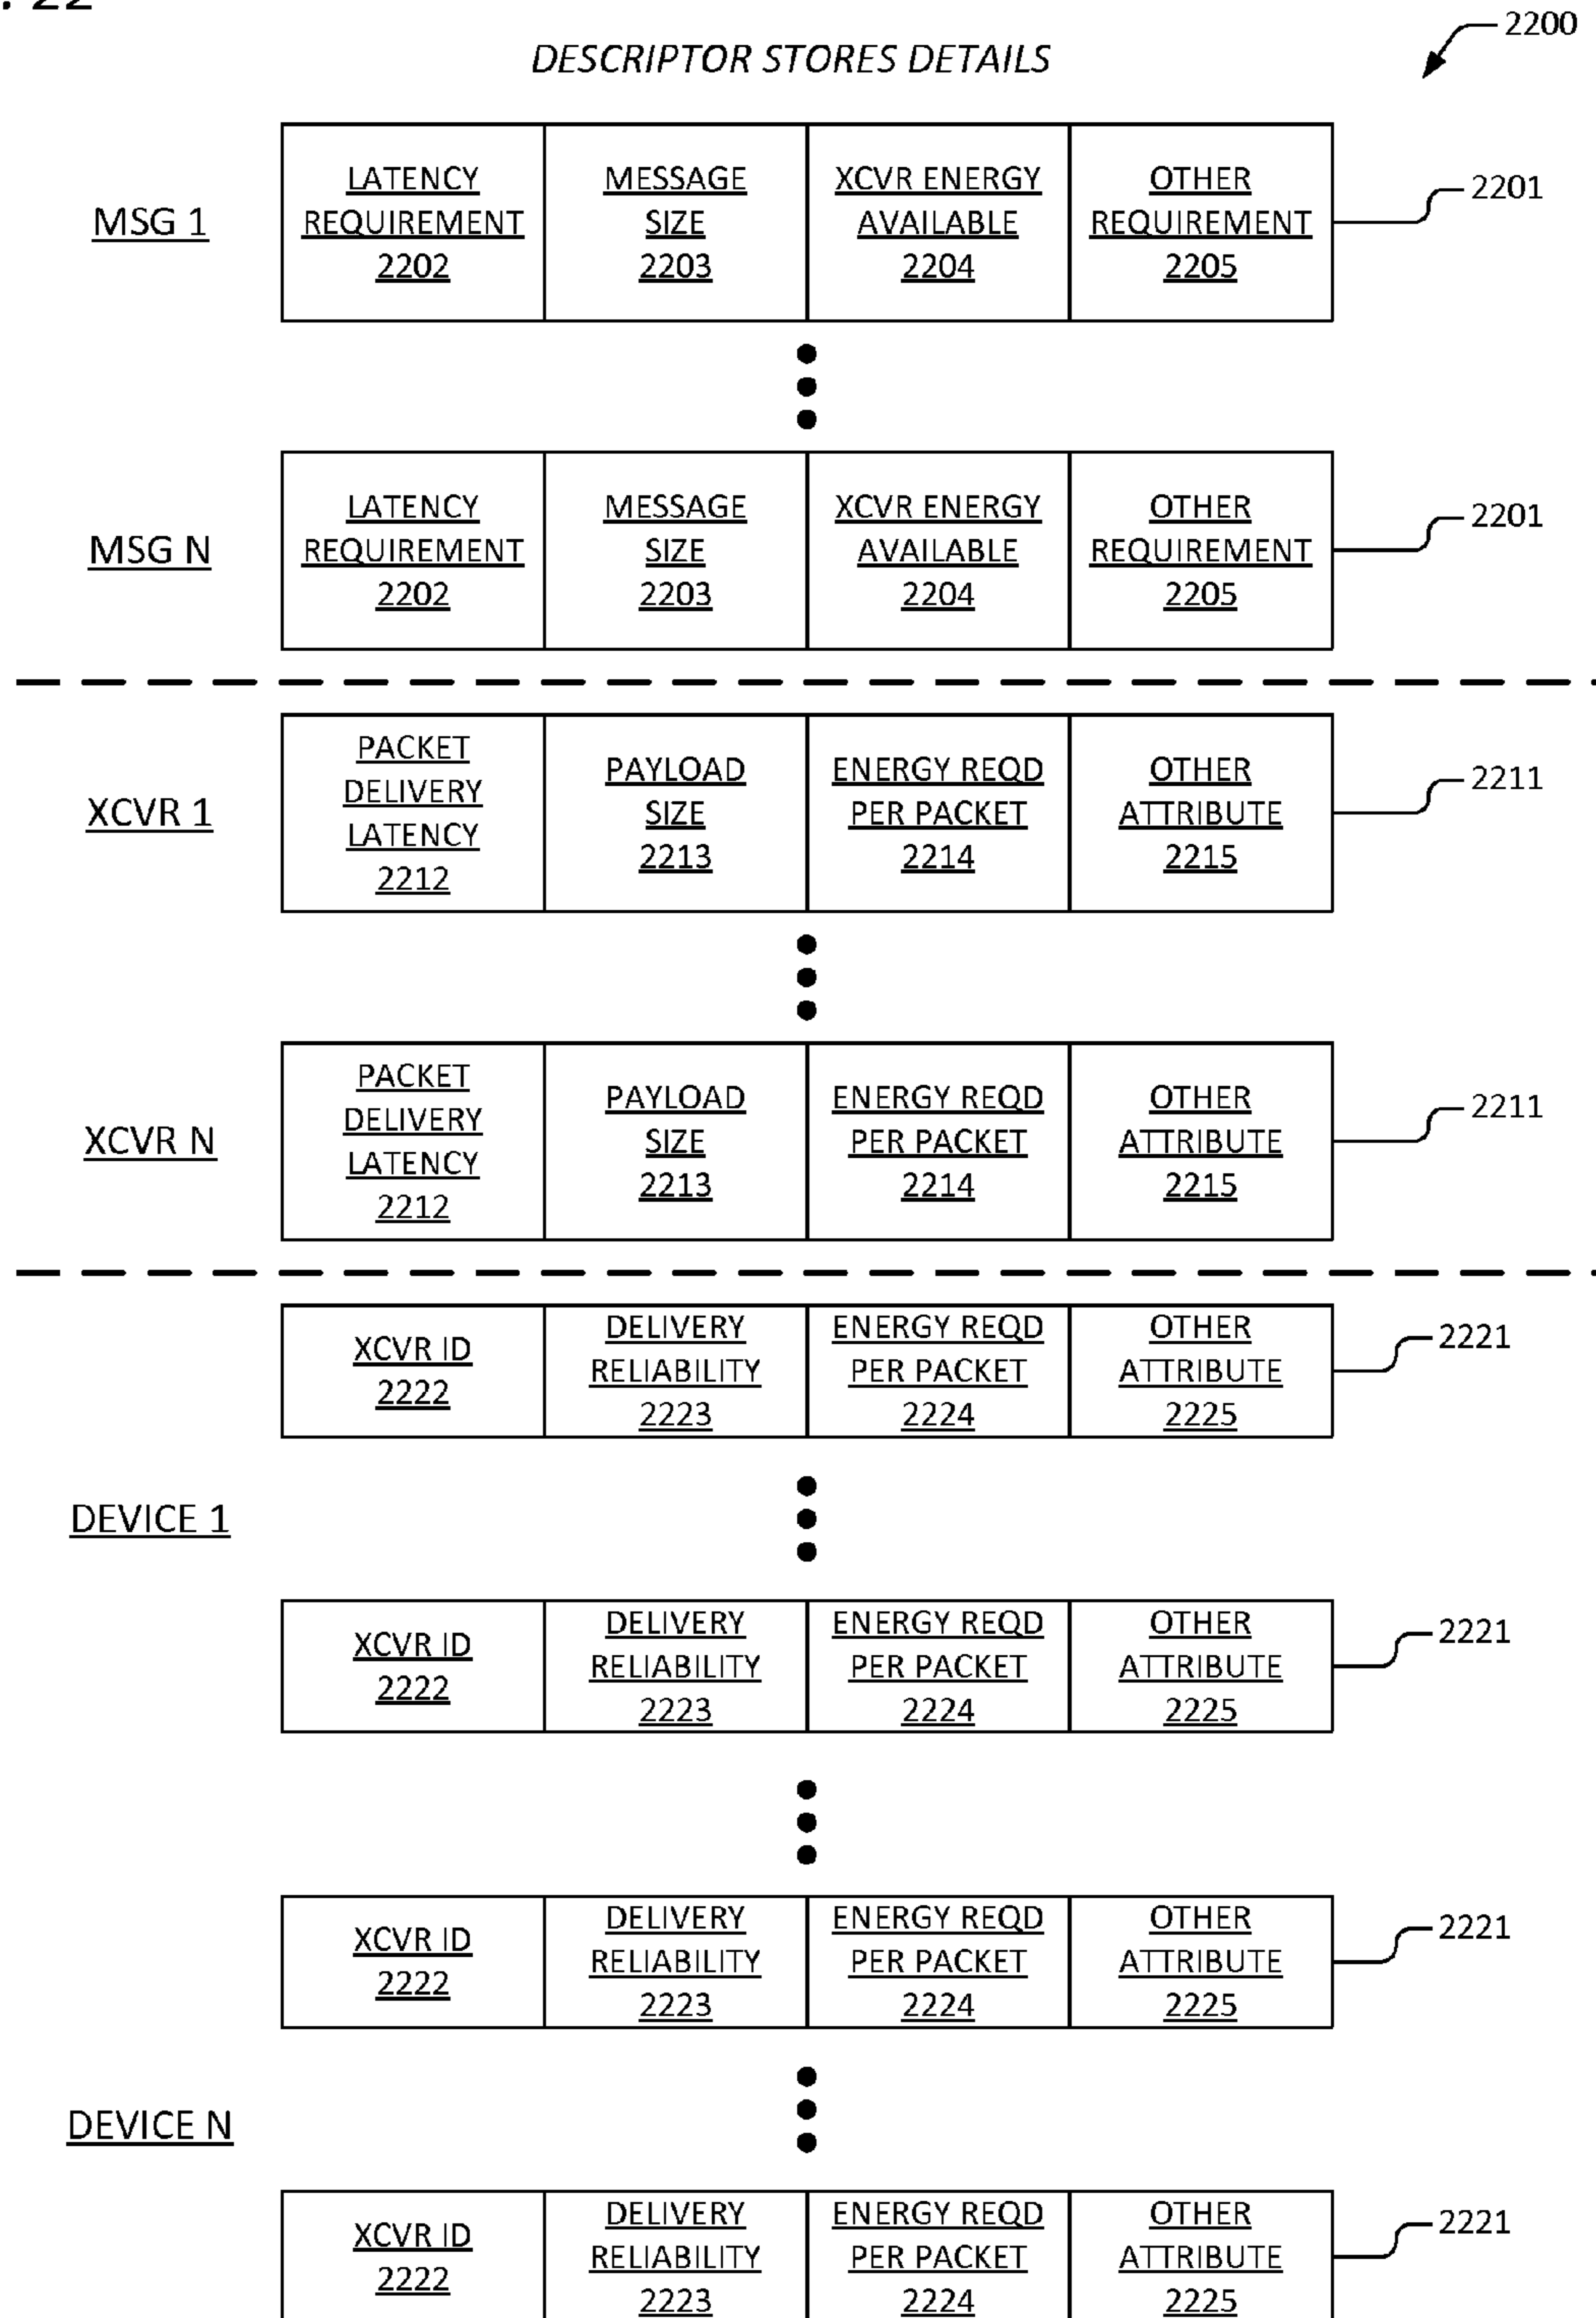 . 22
2200
DESCRIPTOR STORES DETAILS
MSG 1
LATENCY
REQUIREMENT
2202
MESSAGE
SIZE
2203
XCVR ENERGY
AVAILABLE
2204
OTHER
REQUIREMENT
2205
2201
MSG N
LATENCY
REQUIREMENT
2202
MESSAGE
SIZE
2203
XCVR ENERGY
AVAILABLE
2204
OTHER
REQUIREMENT
2205
2201
XCVR 1
PACKET
DELIVERY
LATENCY
2212
PAYLOAD
SIZE
2213
ENERGY REQD
PER PACKET
2214
OTHER
ATTRIBUTE
2215
2211
XCVR N
PACKET
DELIVERY
LATENCY
2212
PAYLOAD
SIZE
2213
ENERGY REQD
PER PACKET
2214
OTHER
ATTRIBUTE
2215
2211
XCVR ID
2222
DELIVERY
RELIABILITY
2223
ENERGY REQD
PER PACKET
2224
OTHER
ATTRIBUTE
2225
2221
DEVICE 1
XCVR ID
2222
DELIVERY
RELIABILITY
2223
ENERGY REQD
PER PACKET
2224
OTHER
ATTRIBUTE
2225
2221
XCVR ID
2222
DELIVERY
RELIABILITY
2223
ENERGY REQD
PER PACKET
2224
OTHER
ATTRIBUTE
2225
2221
DEVICE N
XCVR ID
2222
DELIVERY
RELIABILITY
2223
ENERGY REQD
PER PACKET
2224
OTHER
ATTRIBUTE
2225
2221